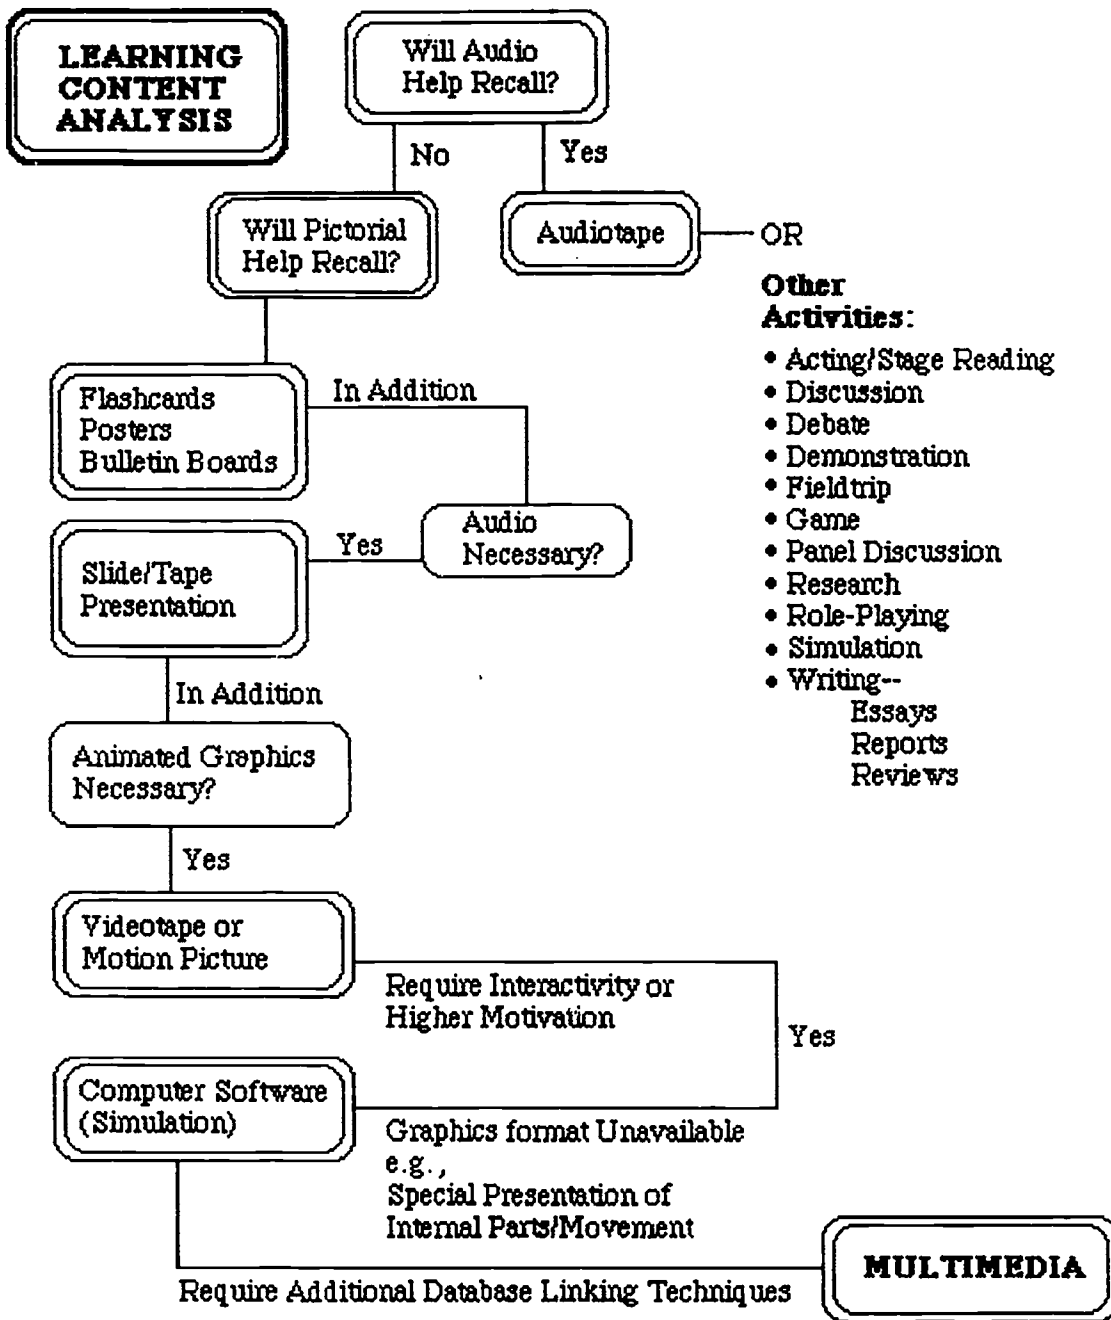 LEARNING
CONTENT
ANALYSIS
Will Audio
Help Recall?
No
Yes
Will Pictorial
Help Recall?
Audiotape
OR
Other
Activities:
• Acting/Stage Reading
• Discussion
• Debate
• Demonstration
• Fieldtrip
• Game
• Panel Discussion
• Research
• Role-Playing
• Simulation
• Writing--
Essays
Reports
Reviews
Flashcards
Posters
Bulletin Boards
In Addition
Audio
Necessary?
Yes
Slide/Tape
Presentation
In Addition
Animated Graphics
Necessary?
Yes
Videotape or
Motion Picture
Require Interactivity or
Higher Motivation
Yes
Computer Software
(Simulation)
Graphics format Unavailable
e.g.,
Special Presentation of
Internal Parts/Movement
MULTIMEDIA
Require Additional Database Linking Techniques